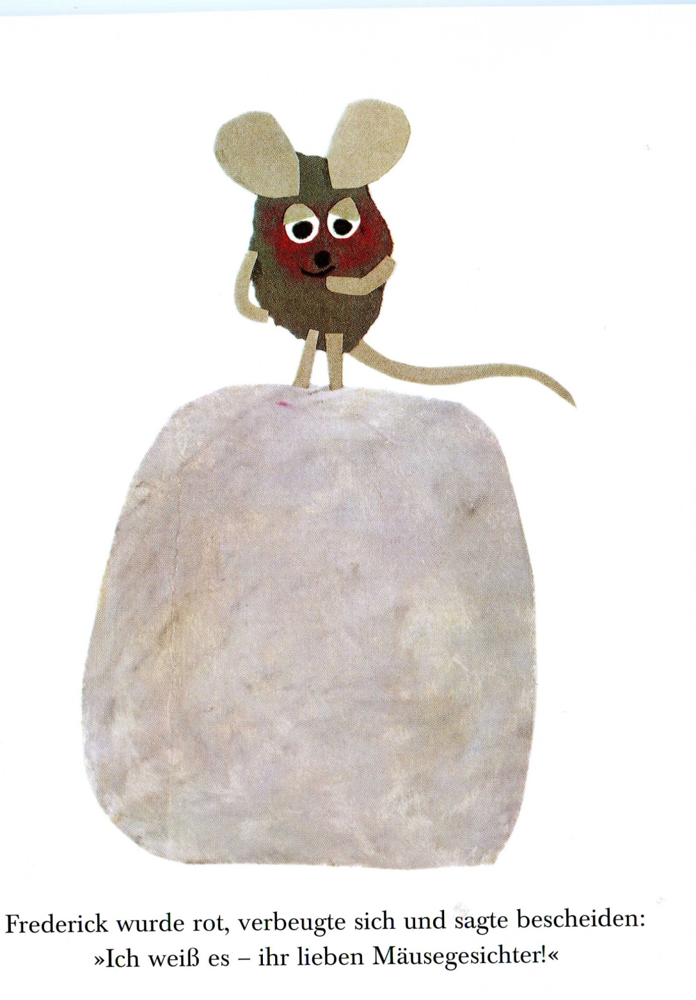 Frederick wurde rot, verbeugte sich und sagte bescheiden:
»Ich weiß es – ihr lieben Mäusegesichter!«